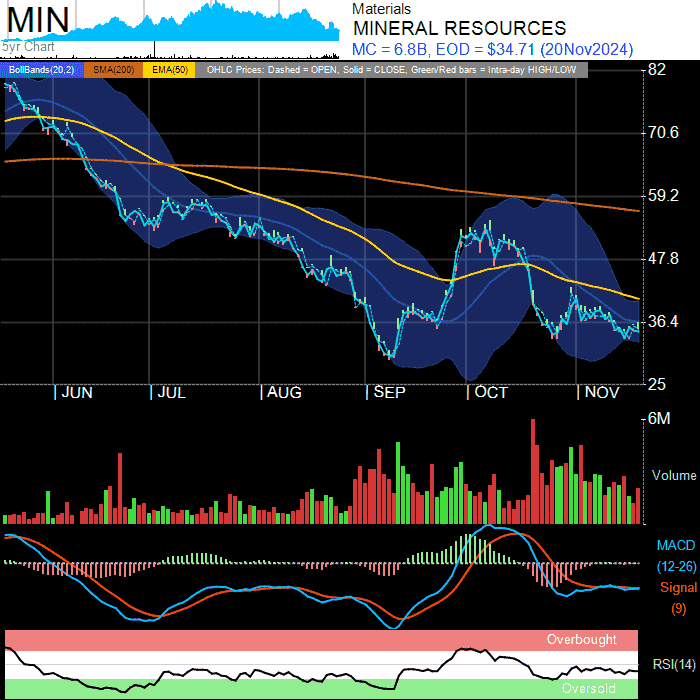 MIN
5yr Chart
Materials
MINERAL RESOURCES
MC = 6.8B, EOD = $34.71 (20Nov2024)
BollBands(20,2) SMA(200) EMA(50) OHLC Prices: Dashed = OPEN, Solid = CLOSE, Green/Red bars = Intra-day HIGH/LOW
82
70.6
59.2
47.8
36.4
25
| JUN | JUL | AUG | SEP | OCT | NOV
6M
Volume
MACD
(12-26)
Signal
(9)
Overbought
RSI(14)
Oversold